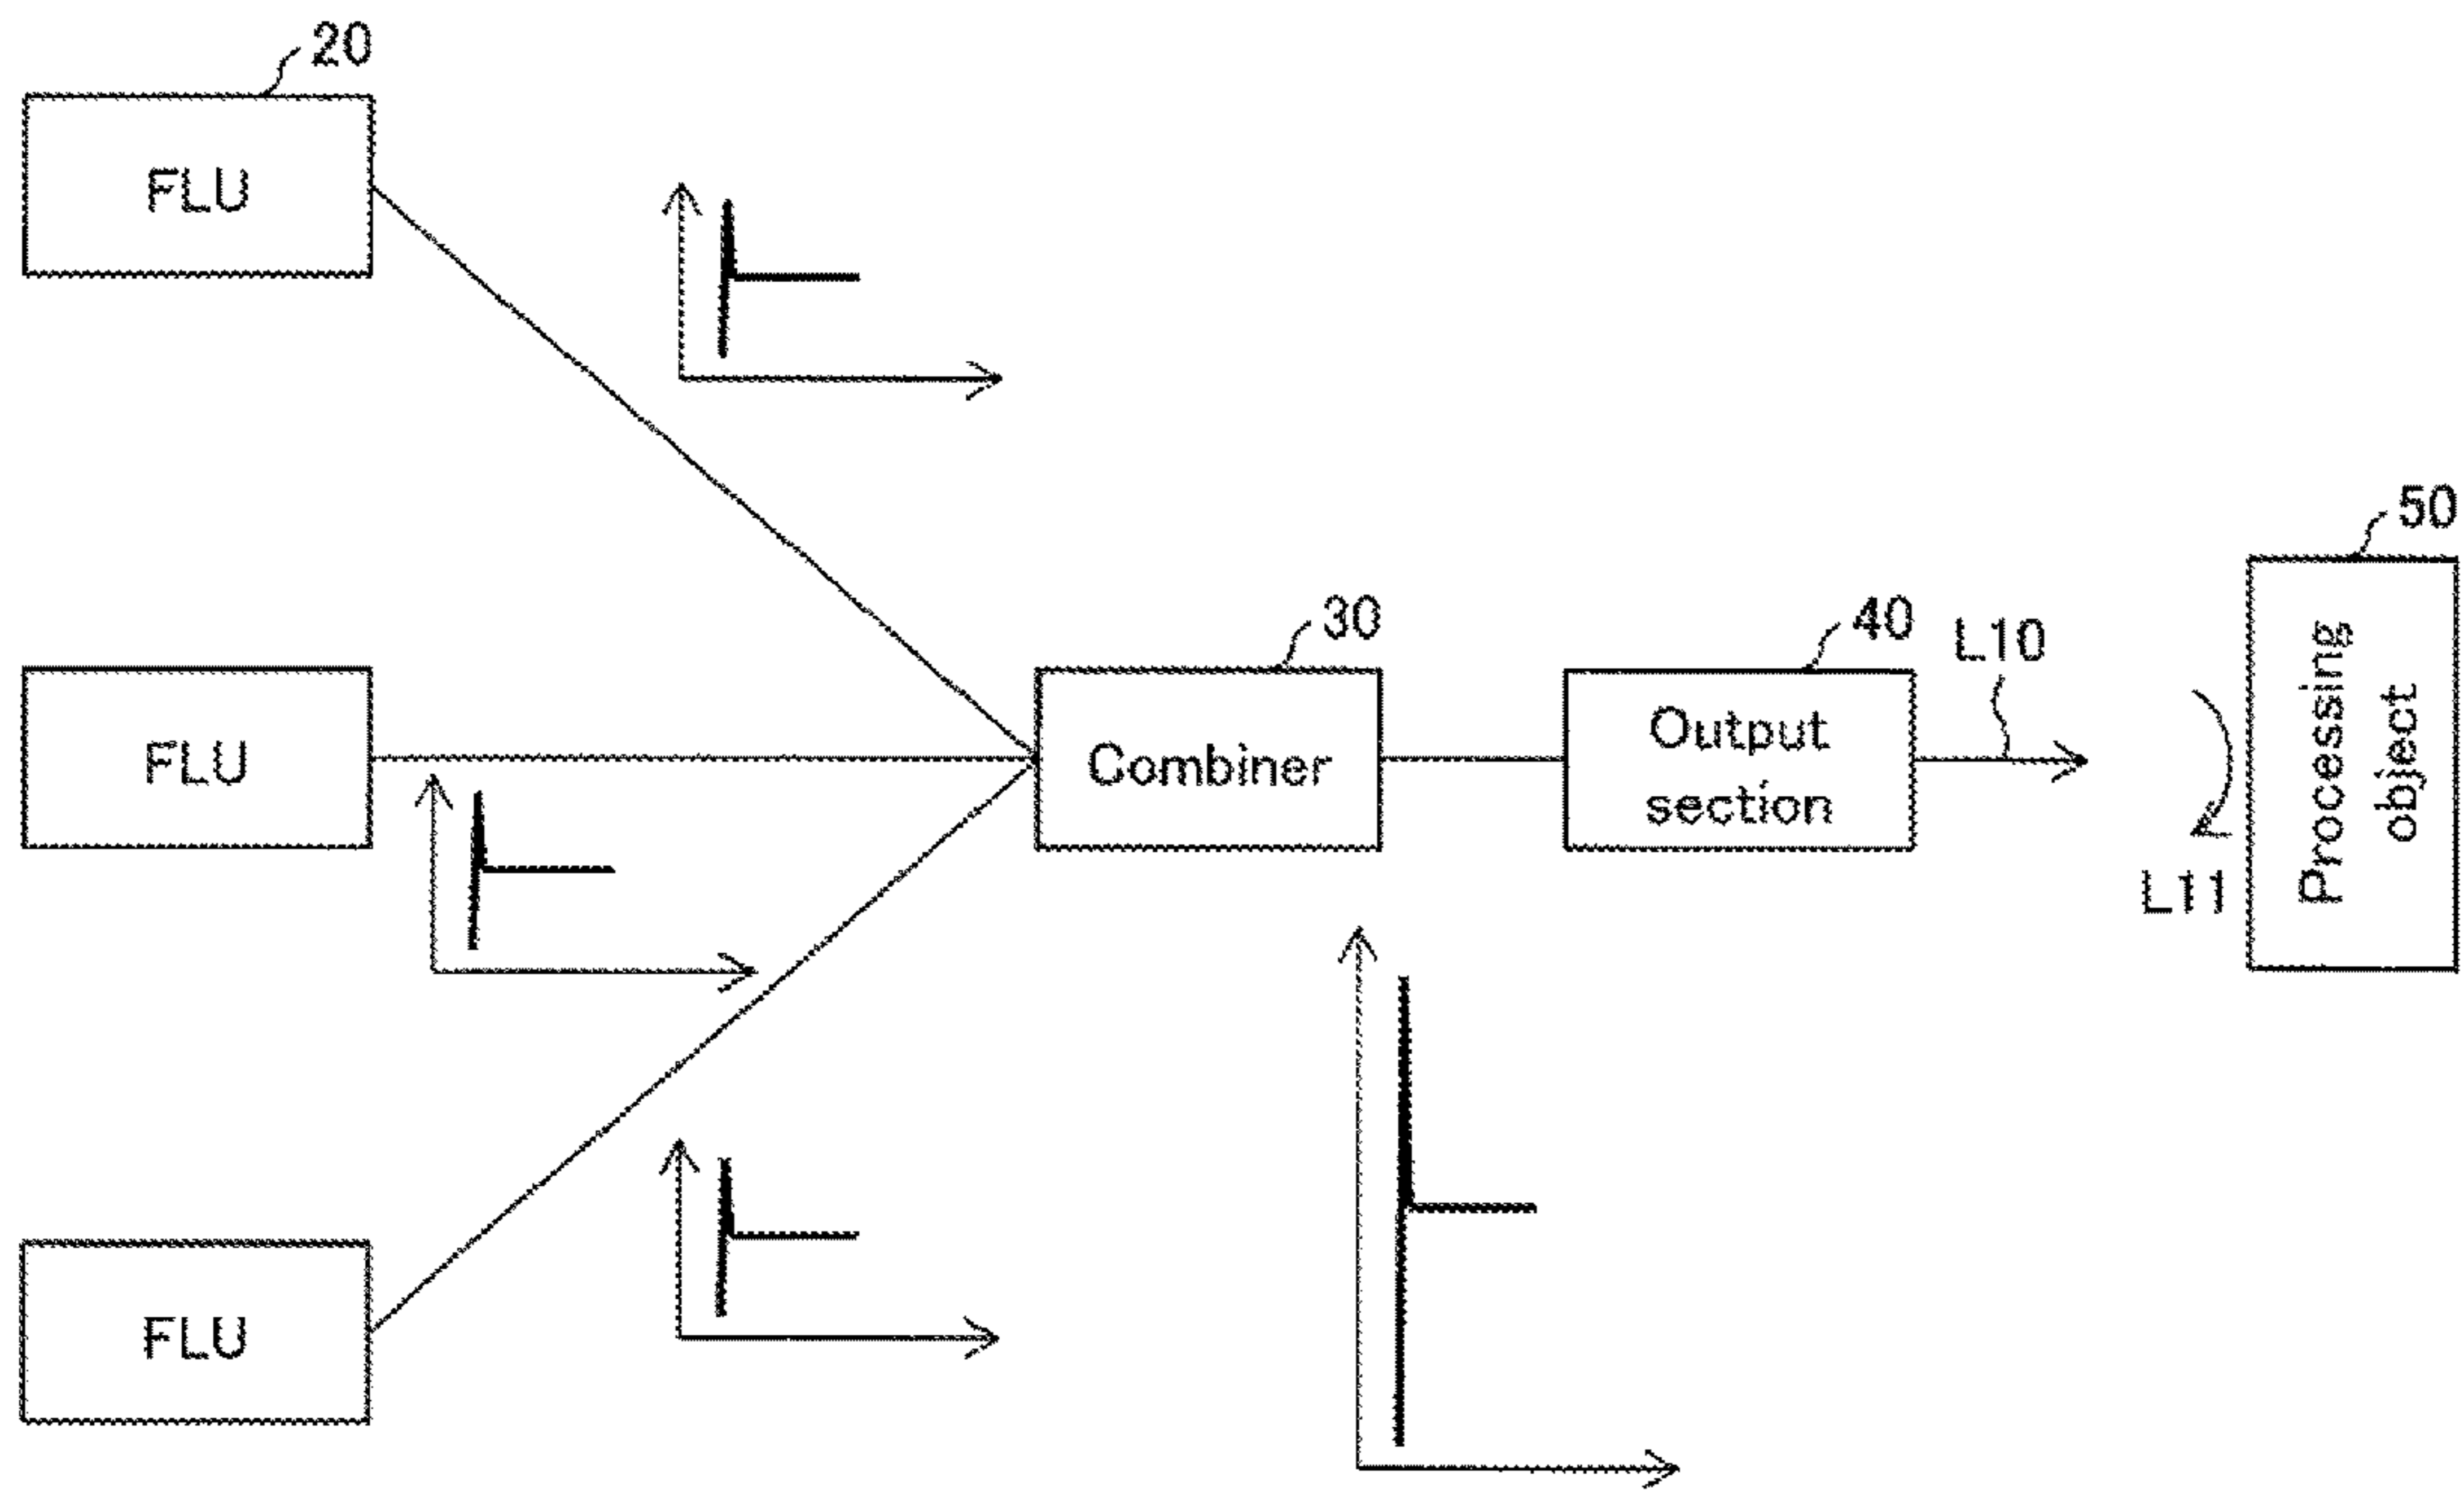 20
FLU
50
30
40
L10
FLU
Combiner
Output
section
Processing
object
L11
FLU